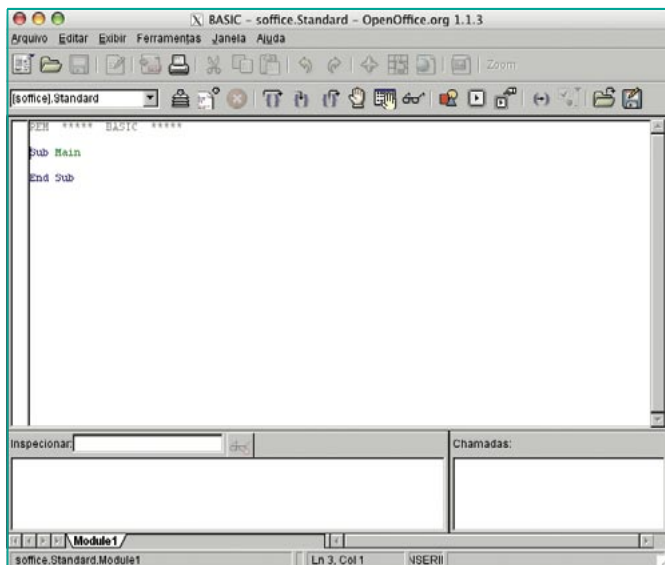 BASIC - soffice.Standard - OpenOffice.org 1.1.3
Arquivo Editar Exibir Ferramentas Janela Ajuda
Zoom
[soffice].Standard
REM ***** BASIC *****
Sub Main
End Sub
Inspecionar:
Chamadas:
Module1
soffice.Standard.Module1 Ln 3, Col 1 NSERII